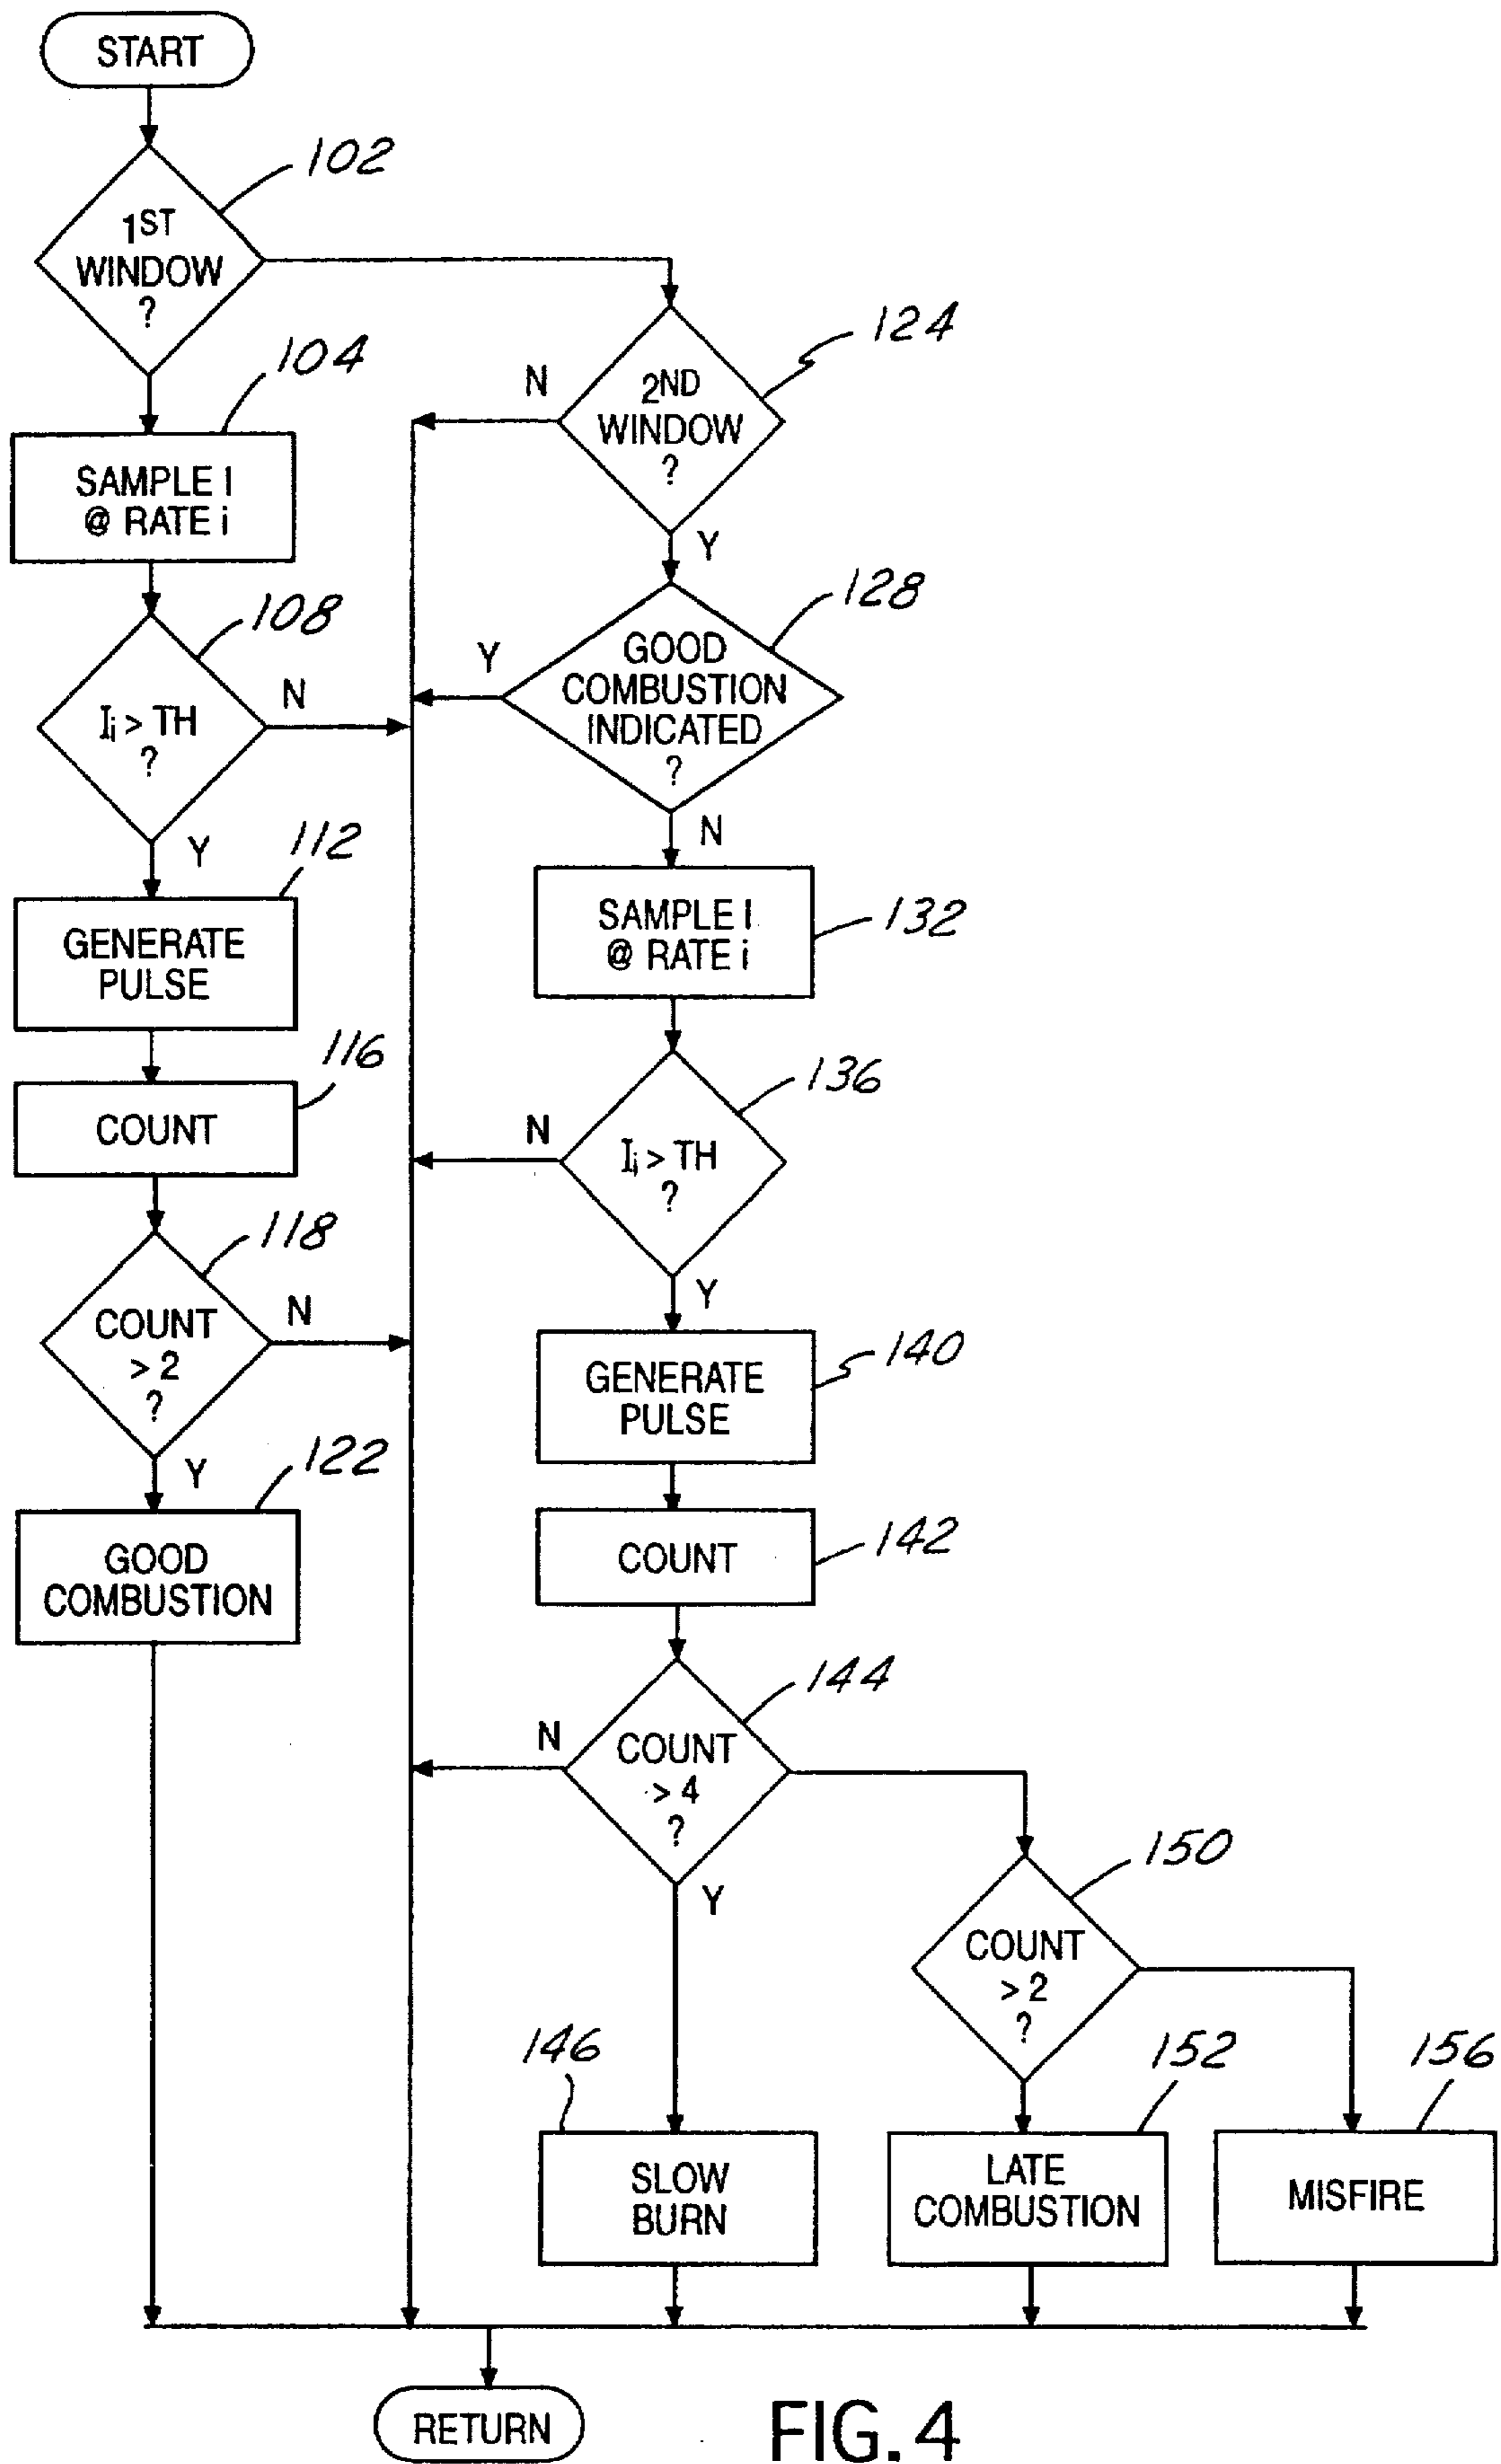 START
102
1ST
WINDOW
?
104
SAMPLE I
@ RATE i
108
Ii > TH
?
N
Y
112
GENERATE
PULSE
116
COUNT
118
COUNT
> 2
?
N
Y
122
GOOD
COMBUSTION
124
2ND
WINDOW
?
N
Y
128
GOOD
COMBUSTION
INDICATED
?
Y
N
132
SAMPLE I
@ RATE i
136
Ii > TH
?
N
Y
140
GENERATE
PULSE
142
COUNT
144
COUNT
> 4
?
N
Y
150
COUNT
> 2
?
146
SLOW
BURN
152
LATE
COMBUSTION
156
MISFIRE
RETURN
FIG. 4